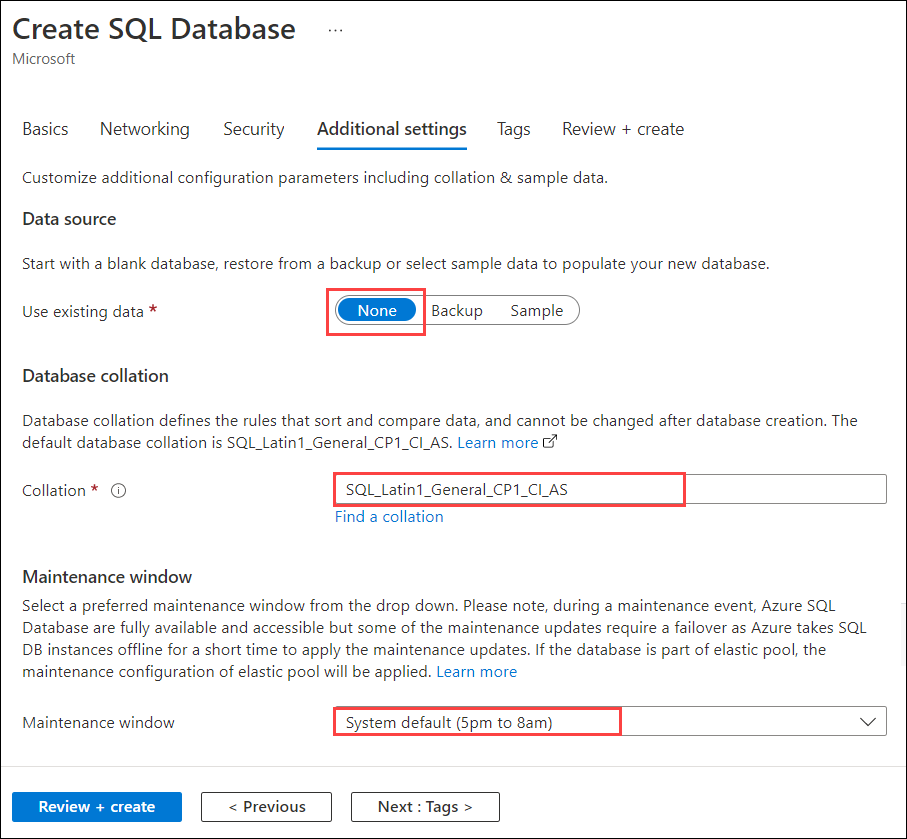 Create SQL Database ...
Microsoft
Basics Networking Security Additional settings Tags Review + create
Customize additional configuration parameters including collation & sample data.
Data source
Start with a blank database, restore from a backup or select sample data to populate your new database.
Use existing data * None Backup Sample
Database collation
Database collation defines the rules that sort and compare data, and cannot be changed after database creation. The
default database collation is SQL_Latin1_General_CP1_CI_AS. Learn more
Collation * SQL_Latin1_General_CP1_CI_AS
Find a collation
Maintenance window
Select a preferred maintenance window from the drop down. Please note, during a maintenance event, Azure SQL
Database are fully available and accessible but some of the maintenance updates require a failover as Azure takes SQL
DB instances offline for a short time to apply the maintenance updates. If the database is part of elastic pool, the
maintenance configuration of elastic pool will be applied. Learn more
Maintenance window System default (5pm to 8am)
Review + create < Previous Next : Tags >